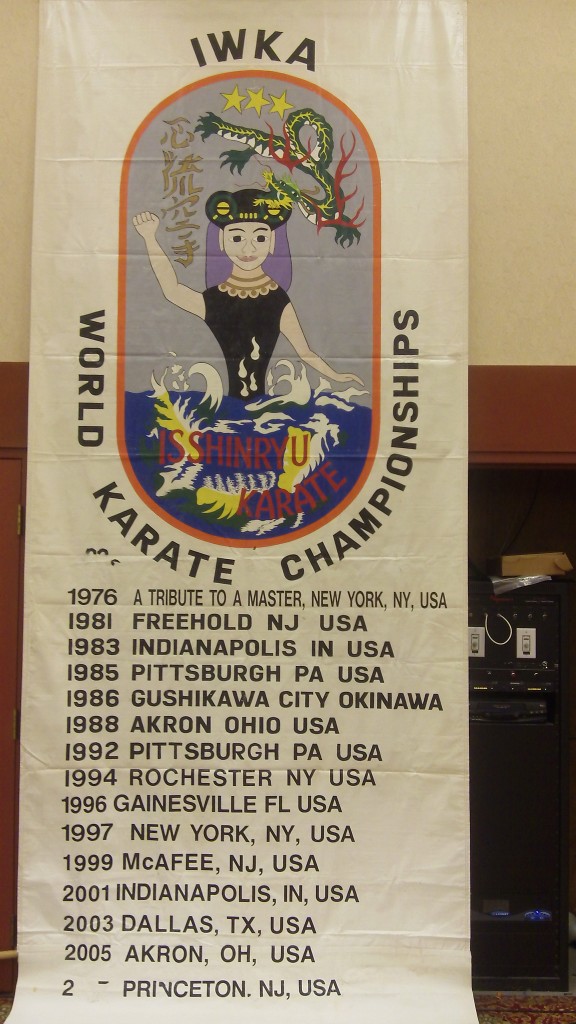 IWKA
心流空手
ISSHINRYU
KARATE
WORLD KARATE CHAMPIONSHIPS
1976 A TRIBUTE TO A MASTER, NEW YORK, NY, USA
1981 FREEHOLD NJ USA
1983 INDIANAPOLIS IN USA
1985 PITTSBURGH PA USA
1986 GUSHIKAWA CITY OKINAWA
1988 AKRON OHIO USA
1992 PITTSBURGH PA USA
1994 ROCHESTER NY USA
1996 GAINESVILLE FL USA
1997 NEW YORK, NY, USA
1999 McAFEE, NJ, USA
2001 INDIANAPOLIS, IN, USA
2003 DALLAS, TX, USA
2005 AKRON, OH, USA
PRINCETON, NJ, USA